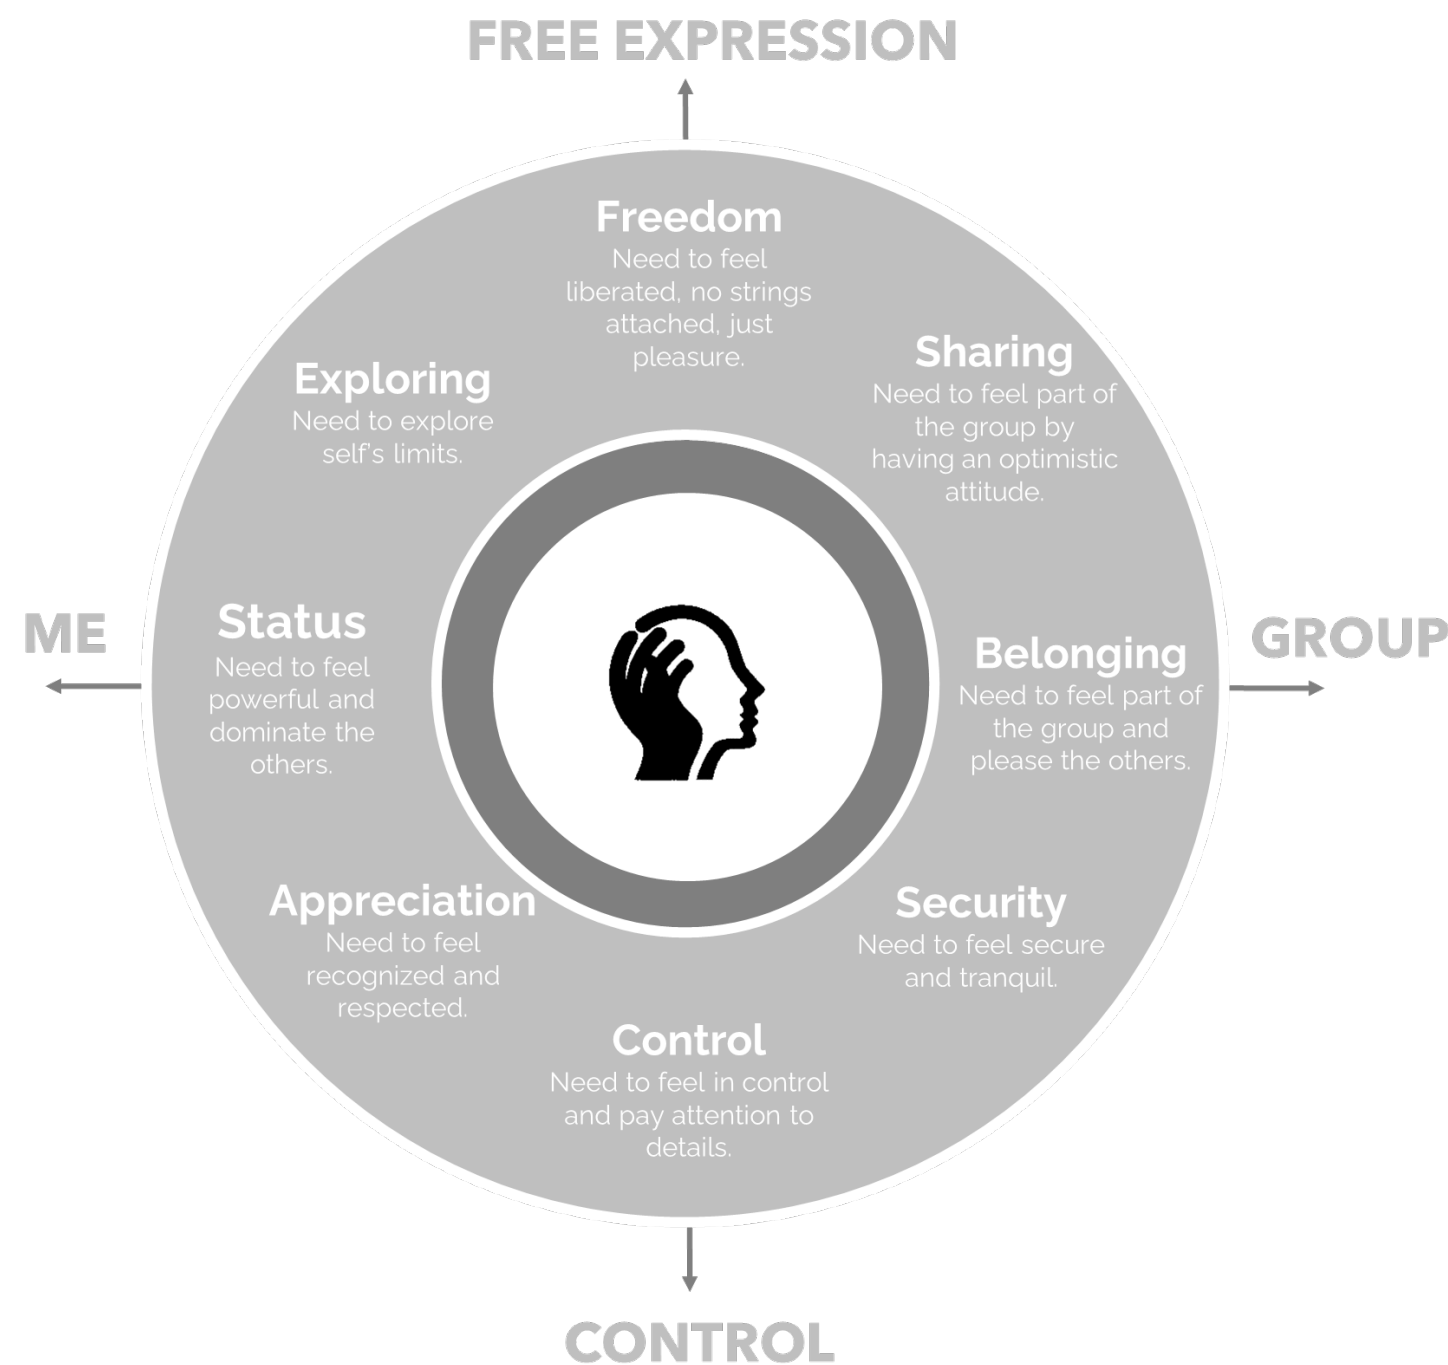 FREE EXPRESSION
Freedom
Need to feel
liberated, no strings
attached, just
pleasure.
Sharing
Need to feel part of
the group by
having an optimistic
attitude.
Exploring
Need to explore
self's limits.
ME
Status
Need to feel
powerful and
dominate the
others.
GROUP
Belonging
Need to feel part of
the group and
please the others.
Appreciation
Need to feel
recognized and
respected.
Security
Need to feel secure
and tranquil.
Control
Need to feel in control
and pay attention to
details.
CONTROL